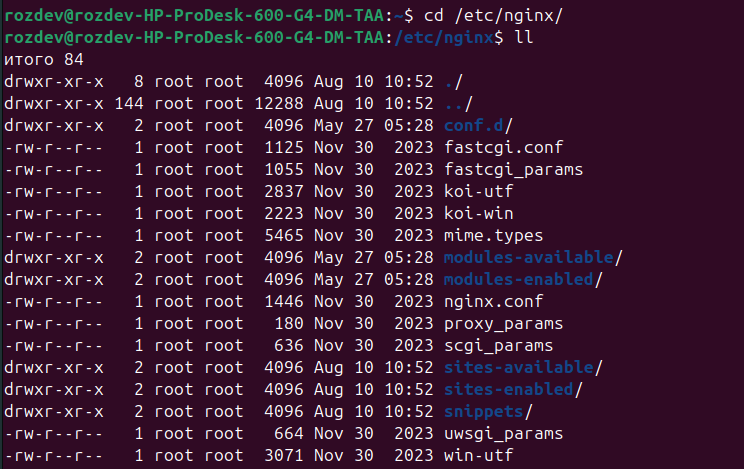 rozdev@rozdev-HP-ProDesk-600-G4-DM-TAA:~$ cd /etc/nginx/
rozdev@rozdev-HP-ProDesk-600-G4-DM-TAA:/etc/nginx$ ll
итого 84
drwxr-xr-x   8 root root  4096 Aug 10 10:52 ./
drwxr-xr-x 144 root root 12288 Aug 10 10:52 ../
drwxr-xr-x   2 root root  4096 May 27 05:28 conf.d/
-rw-r--r--   1 root root  1125 Nov 30  2023 fastcgi.conf
-rw-r--r--   1 root root  1055 Nov 30  2023 fastcgi_params
-rw-r--r--   1 root root  2837 Nov 30  2023 koi-utf
-rw-r--r--   1 root root  2223 Nov 30  2023 koi-win
-rw-r--r--   1 root root  5465 Nov 30  2023 mime.types
drwxr-xr-x   2 root root  4096 May 27 05:28 modules-available/
drwxr-xr-x   2 root root  4096 May 27 05:28 modules-enabled/
-rw-r--r--   1 root root  1446 Nov 30  2023 nginx.conf
-rw-r--r--   1 root root   180 Nov 30  2023 proxy_params
-rw-r--r--   1 root root   636 Nov 30  2023 scgi_params
drwxr-xr-x   2 root root  4096 Aug 10 10:52 sites-available/
drwxr-xr-x   2 root root  4096 Aug 10 10:52 sites-enabled/
drwxr-xr-x   2 root root  4096 Aug 10 10:52 snippets/
-rw-r--r--   1 root root   664 Nov 30  2023 uwsgi_params
-rw-r--r--   1 root root  3071 Nov 30  2023 win-utf